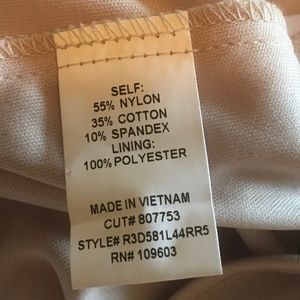 SELF:
55% NYLON
35% COTTON
10% SPANDEX
LINING:
100% POLYESTER
MADE IN VIETNAM
CUT# 807753
STYLE# R3D581L44RR5
RN# 109603